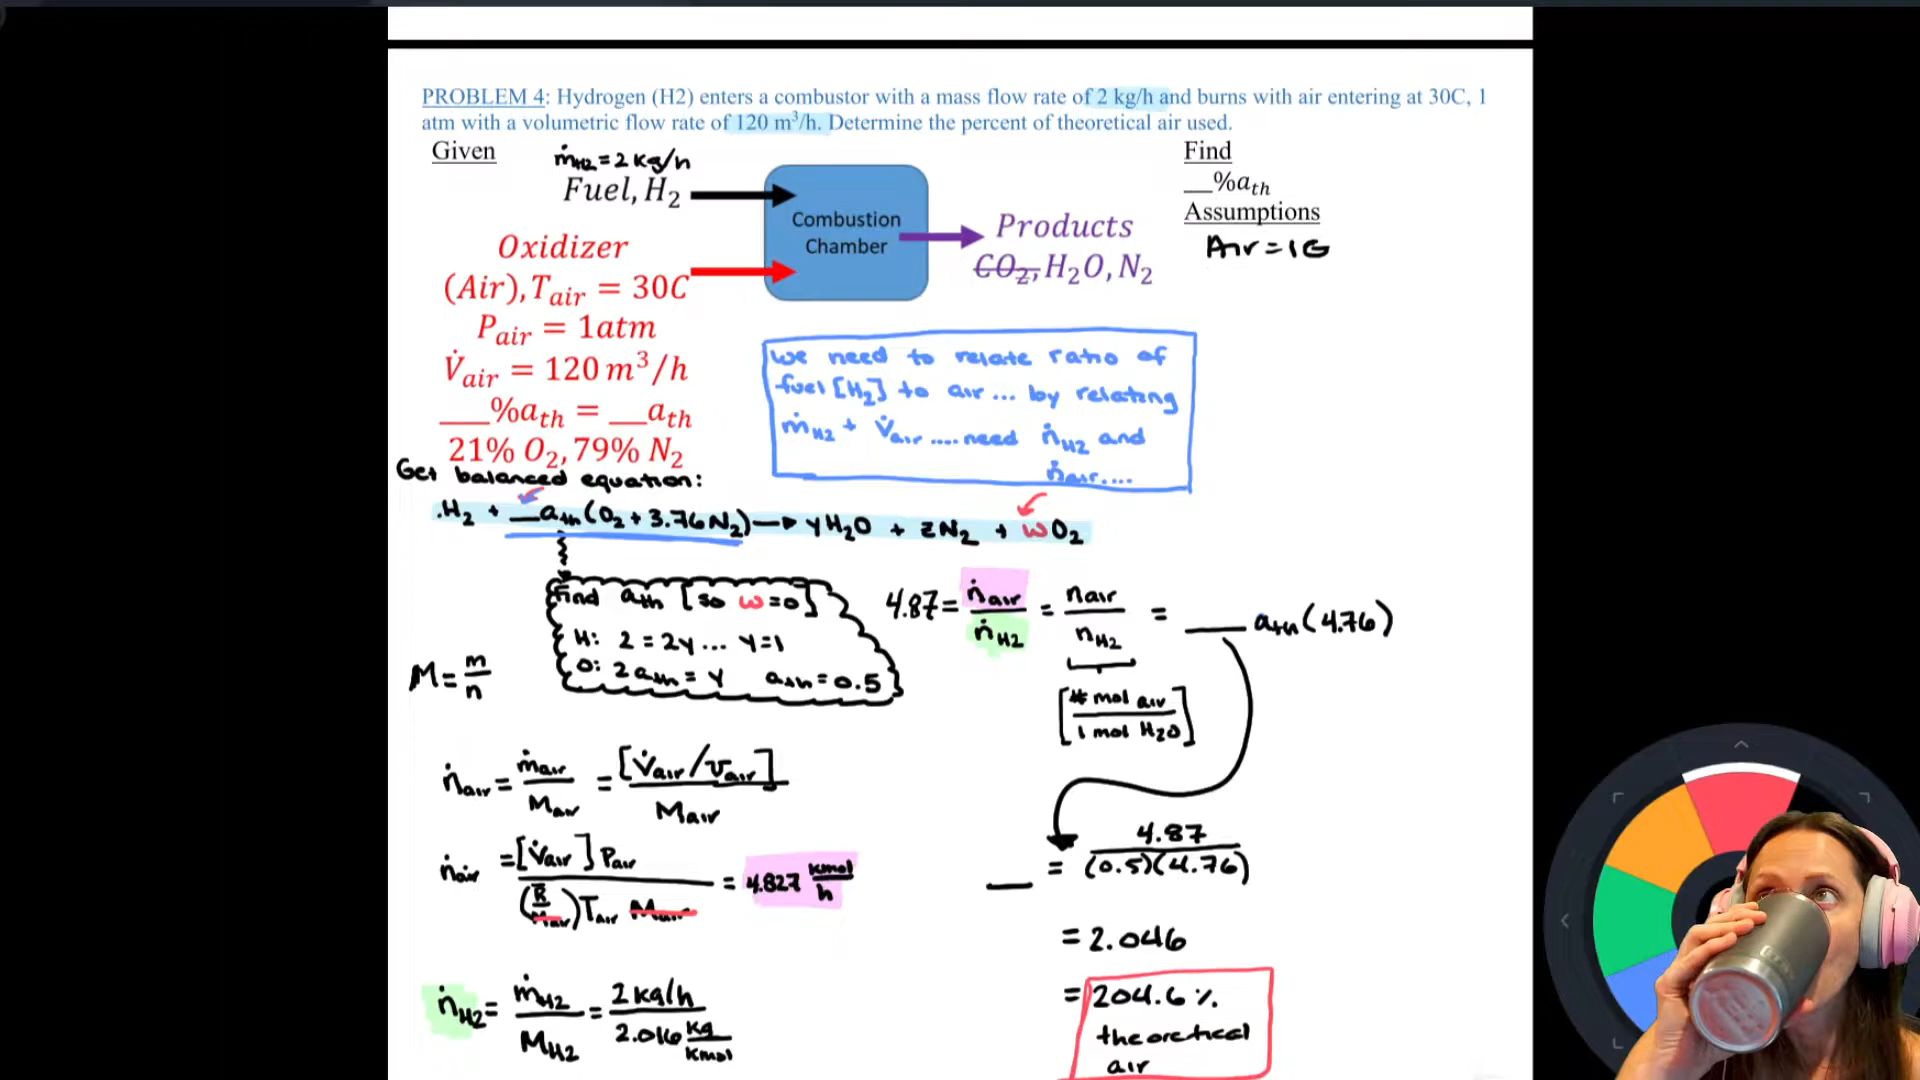 PROBLEM 4: Hydrogen (H2) enters a combustor with a mass flow rate of 2 kg/h and burns with air entering at 30C, 1
atm with a volumetric flow rate of 120 m³/h. Determine the percent of theoretical air used.
Given
ṁH2 = 2 kg/h
Fuel, H₂
Combustion
Chamber
Oxidizer
(Air), Tair = 30C
Pair = 1atm
V̇air = 120 m³/h
__%ath = __ath
21% O₂, 79% N₂
Products
CO₂, H₂O, N₂
Find
__%ath
Assumptions
Air = IG
We need to relate ratio of
fuel [H₂] to air ... by relating
ṁH2 + V̇air .... need ṅH2 and
ṅair....
Get balanced equation:
H₂ + __ath(O₂ + 3.76N₂) → yH₂O + zN₂ + wO₂
find ath [so w=0]
H: 2 = 2y ... y=1
O: 2ath = y ath = 0.5
M = m/n
ṅair = ṁair/Mair = [V̇air/vair]/Mair
ṅair = [V̇air] Pair / (R̄/Mair) Tair Mair = 4.827 kmol/h
ṅH2 = ṁH2/MH2 = 2 kg/h / 2.016 kg/kmol
4.87 = ṅair/ṅH2 = nair/nH2 = __ ath(4.76)
[# mol air / 1 mol H₂O]
__ = 4.87/(0.5)(4.76)
= 2.046
= 204.6 %
theoretical
air